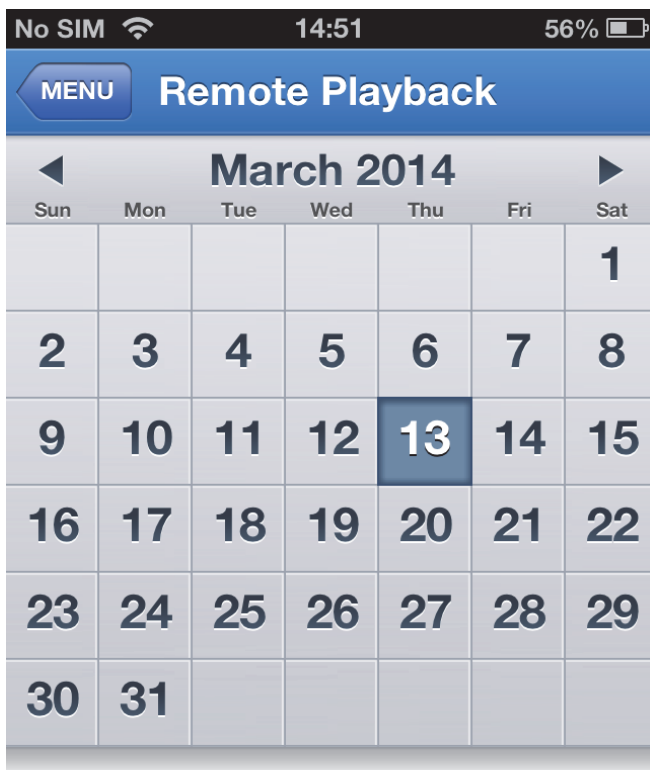 No SIM 14:51 56%
MENU Remote Playback
March 2014
Sun Mon Tue Wed Thu Fri Sat
1
2 3 4 5 6 7 8
9 10 11 12 13 14 15
16 17 18 19 20 21 22
23 24 25 26 27 28 29
30 31